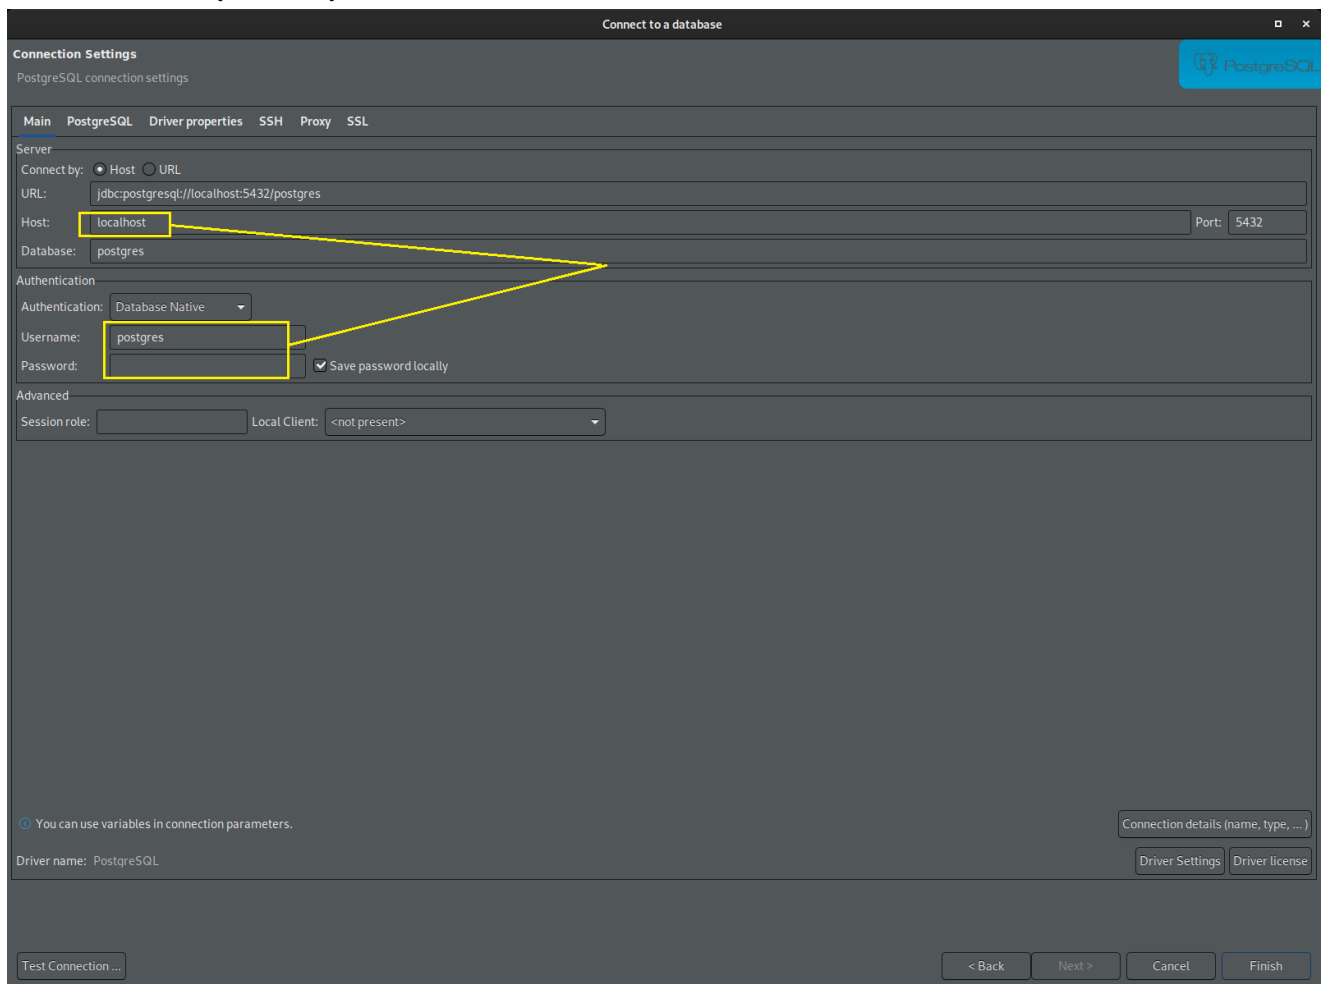 Connect to a database
Connection Settings
PostgreSQL connection settings
PostgreSQL
Main PostgreSQL Driver properties SSH Proxy SSL
Server
Connect by: Host URL
URL: jdbc:postgresql://localhost:5432/postgres
Host: localhost Port: 5432
Database: postgres
Authentication
Authentication: Database Native
Username: postgres
Password: Save password locally
Advanced
Session role: Local Client: <not present>
You can use variables in connection parameters. Connection details (name, type, ... )
Driver name: PostgreSQL Driver Settings Driver license
Test Connection ... < Back Next > Cancel Finish